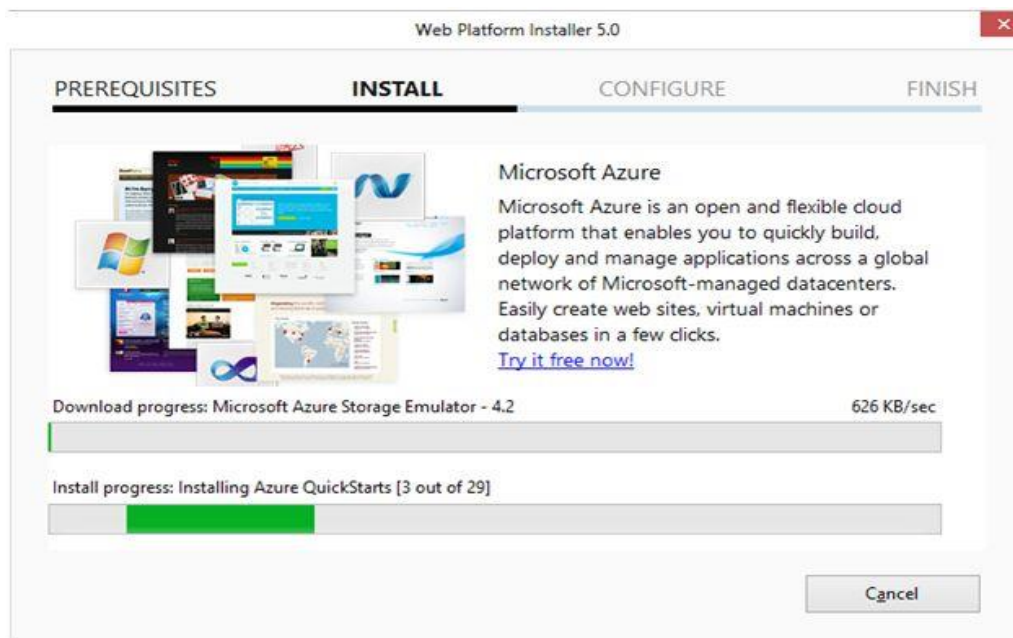 Web Platform Installer 5.0
PREREQUISITES
INSTALL
CONFIGURE
FINISH
Microsoft Azure
Microsoft Azure is an open and flexible cloud
platform that enables you to quickly build,
deploy and manage applications across a global
network of Microsoft-managed datacenters.
Easily create web sites, virtual machines or
databases in a few clicks.
Try it free now!
Download progress: Microsoft Azure Storage Emulator - 4.2
626 KB/sec
Install progress: Installing Azure QuickStarts [3 out of 29]
Cancel